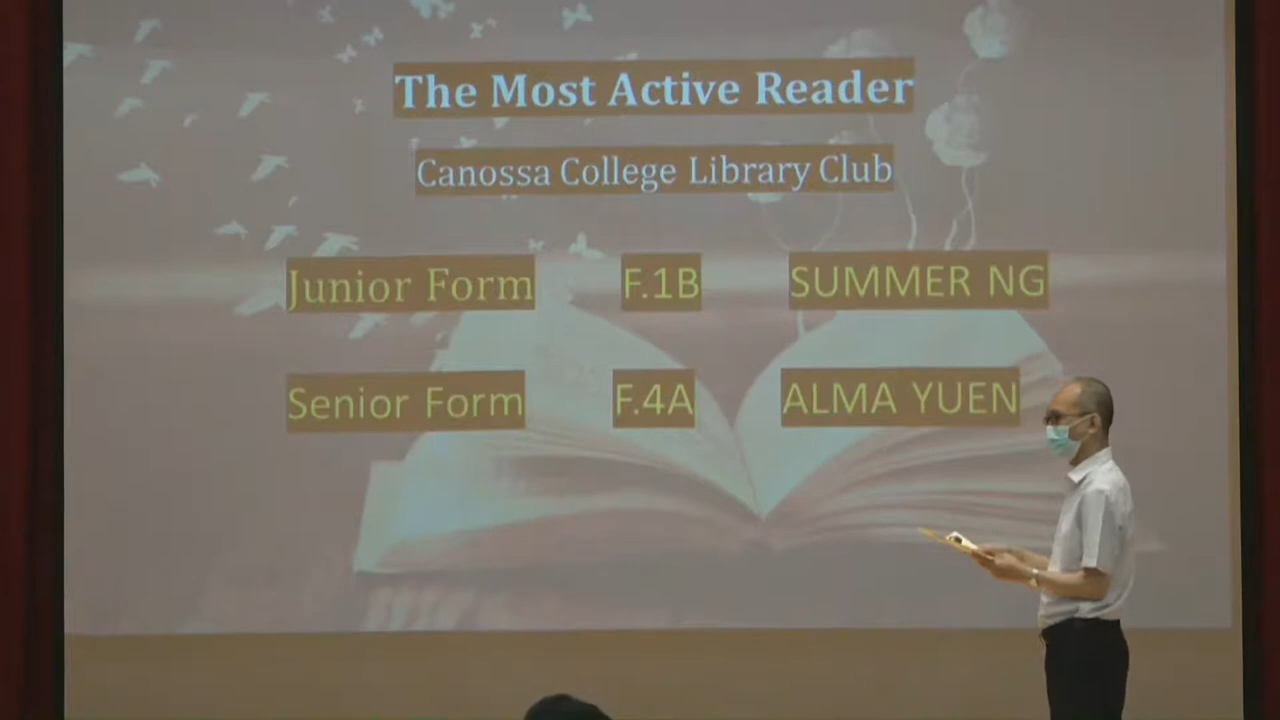 The Most Active Reader
Canossa College Library Club
Junior Form F.1B SUMMER NG
Senior Form F.4A ALMA YUEN